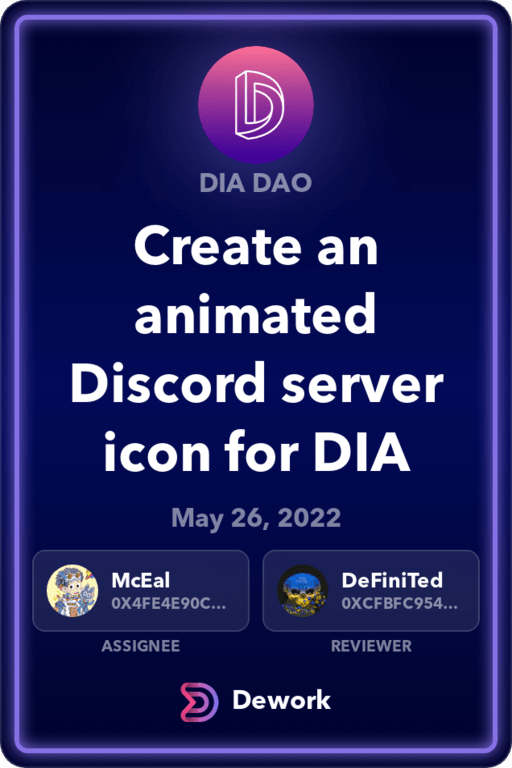 DIA DAO
Create an
animated
Discord server
icon for DIA
May 26, 2022
McEal
0X4FE4E90C...
DeFiniTed
0XCFBFC954...
ASSIGNEE
REVIEWER
Dework